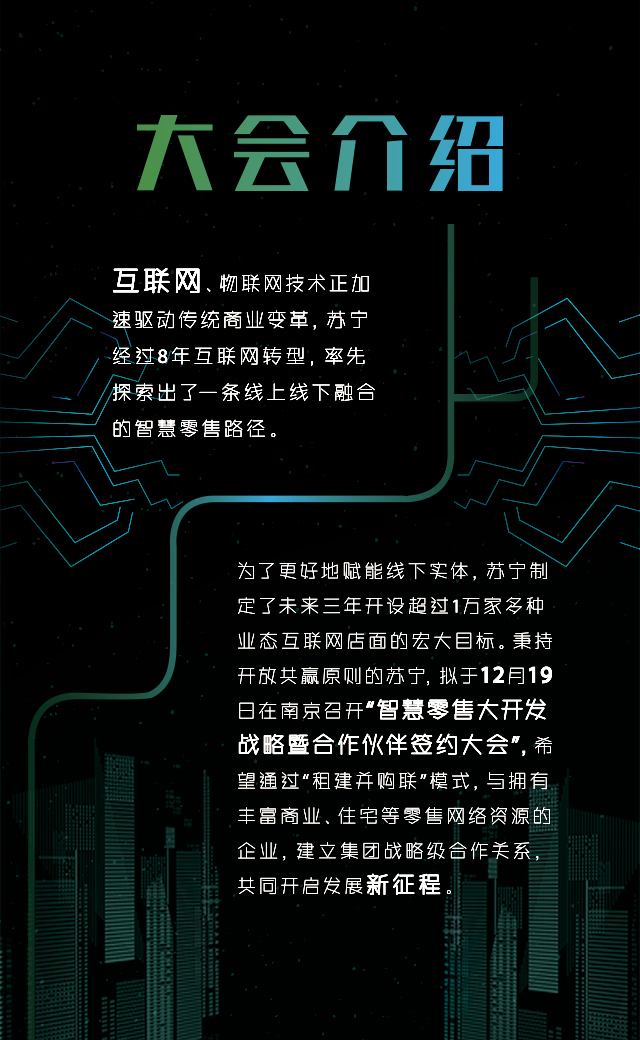 大会介绍
互联网、物联网技术正加
速驱动传统商业变革，苏宁
经过8年互联网转型，率先
探索出了一条线上线下融合
的智慧零售路径。
为了更好地赋能线下实体，苏宁制
定了未来三年开设超过1万家多种
业态互联网店面的宏大目标。秉持
开放共赢原则的苏宁，拟于12月19
日在南京召开“智慧零售大开发
战略暨合作伙伴签约大会”，希
望通过“租建并购联”模式，与拥有
丰富商业、住宅等零售网络资源的
企业，建立集团战略级合作关系，
共同开启发展新征程。